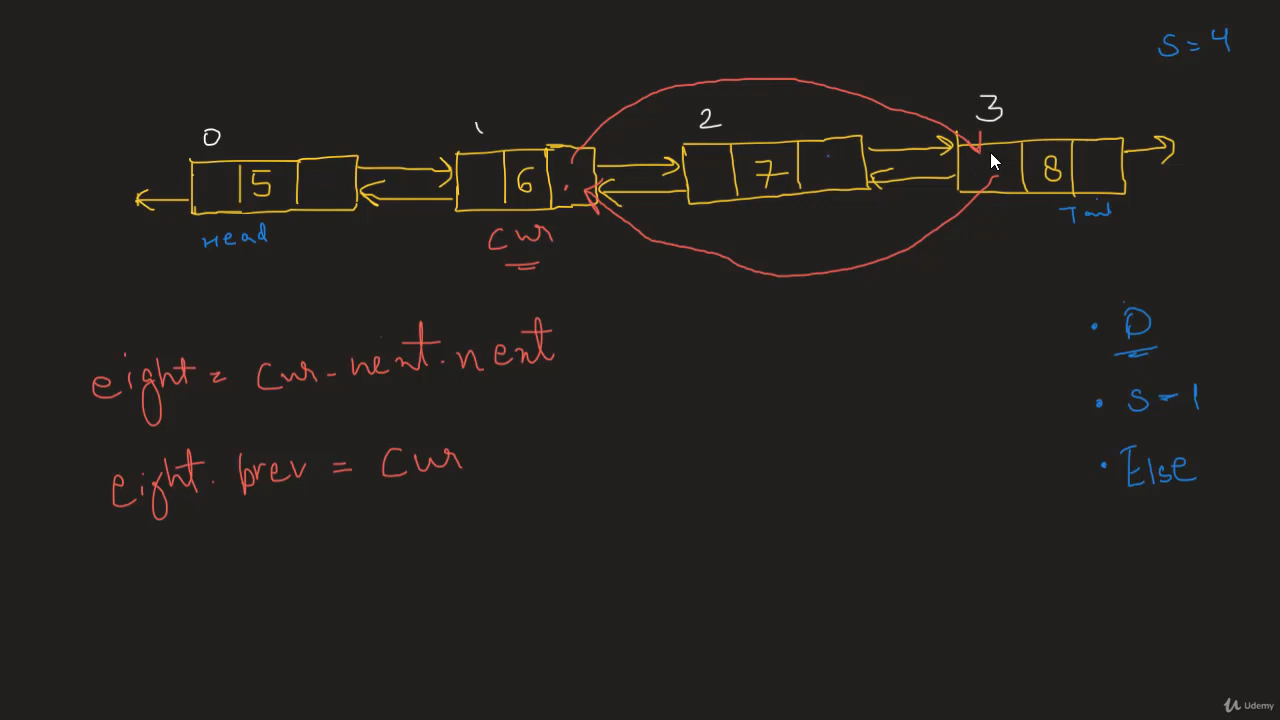 S = 4
0 1 2 3
5 6 7 8
Head Cur Tail
eight = cur-next.next
• D
• S - 1
eight. prev = cur
• Else
Udemy